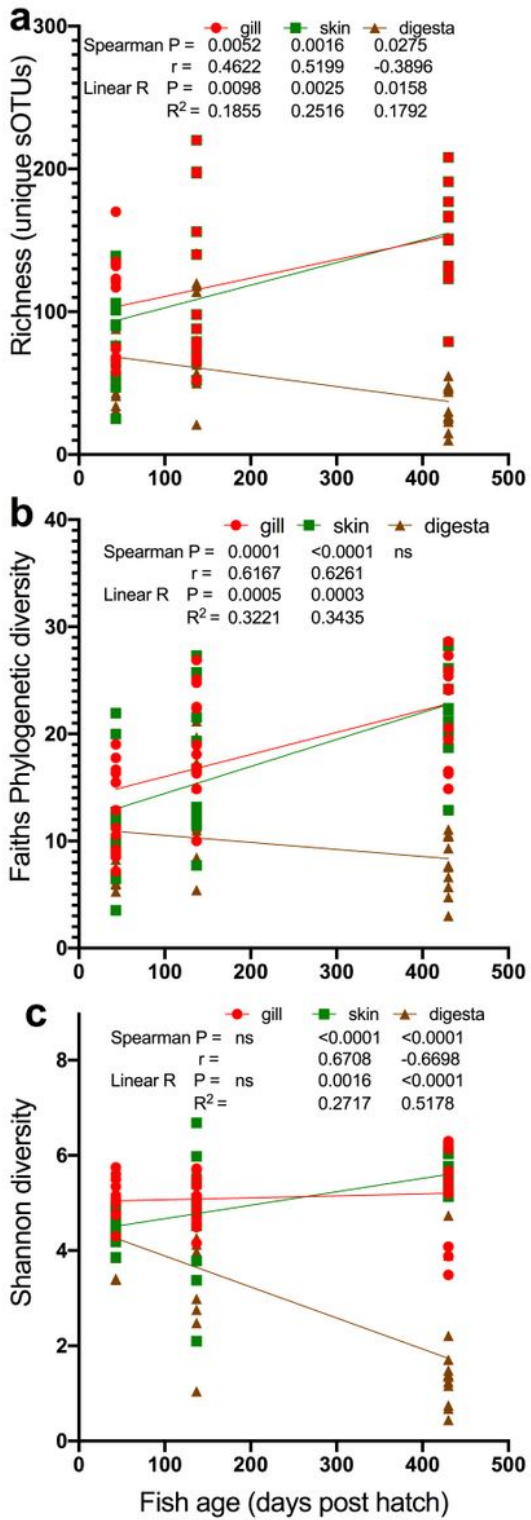 a
gill skin digesta
Spearman P = 0.0052 0.0016 0.0275
r = 0.4622 0.5199 -0.3896
Linear R P = 0.0098 0.0025 0.0158
R2 = 0.1855 0.2516 0.1792
Richness (unique sOTUs)
300
200
100
0
0 100 200 300 400 500
b
gill skin digesta
Spearman P = 0.0001 <0.0001 ns
r = 0.6167 0.6261
Linear R P = 0.0005 0.0003
R2 = 0.3221 0.3435
Faiths Phylogenetic diversity
40
30
20
10
0
0 100 200 300 400 500
c
gill skin digesta
Spearman P = ns <0.0001 <0.0001
r = 0.6708 -0.6698
Linear R P = ns 0.0016 <0.0001
R2 = 0.2717 0.5178
Shannon diversity
8
6
4
2
0
0 100 200 300 400 500
Fish age (days post hatch)